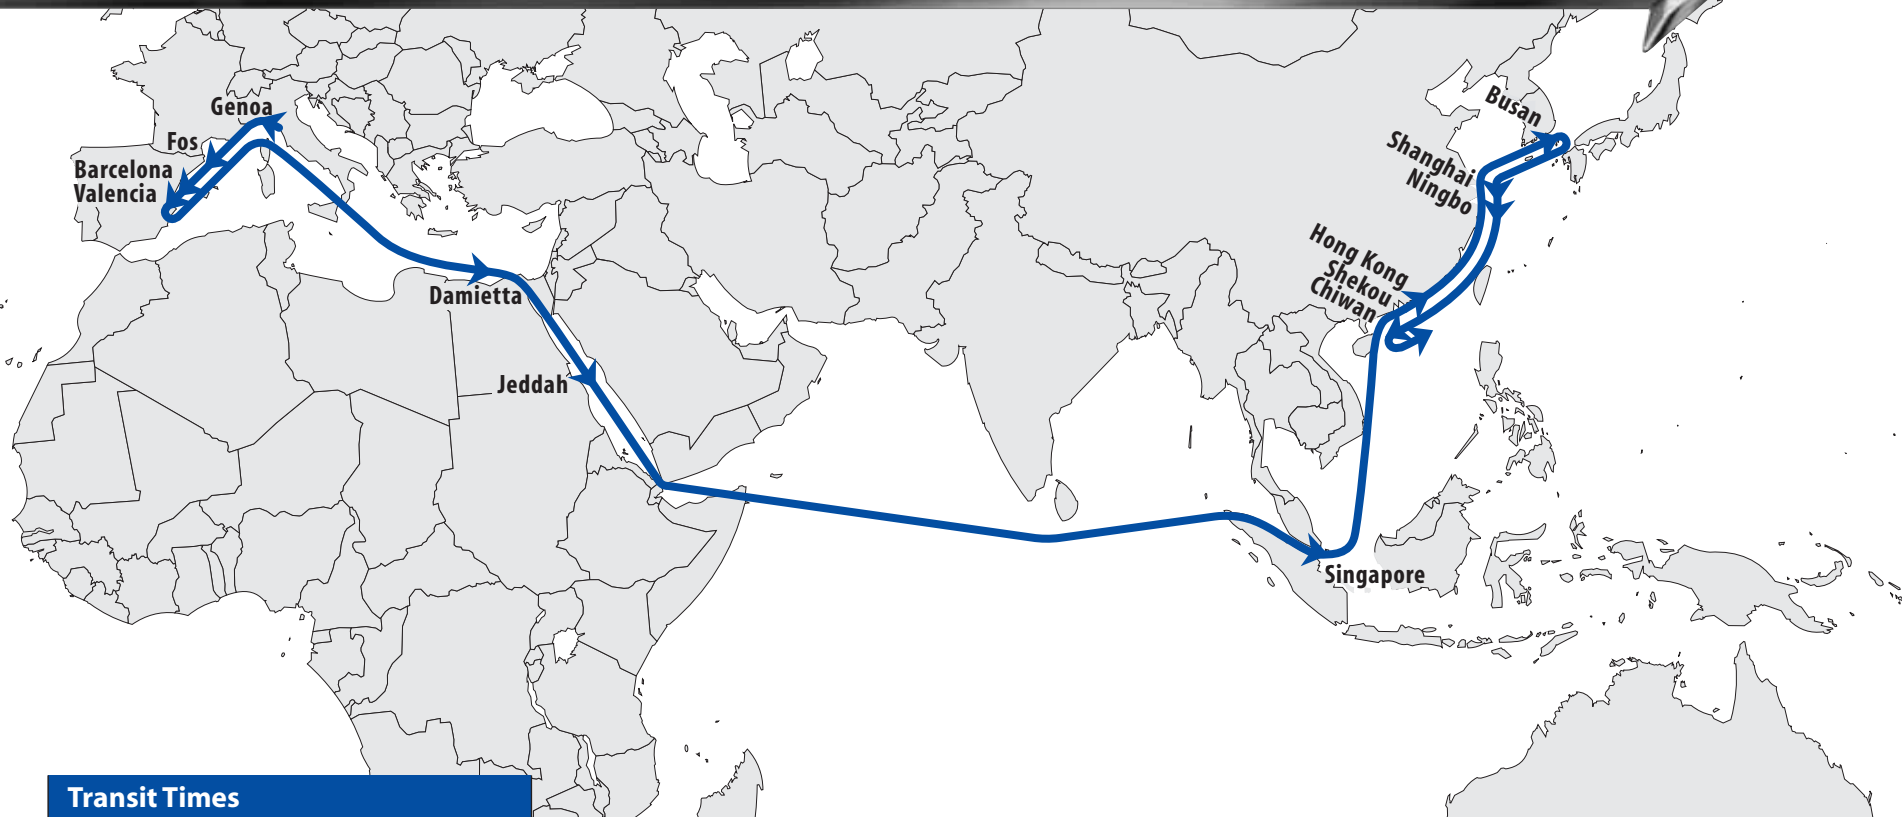 Genoa
Fos
Barcelona
Valencia
Damietta
Jeddah
Busan
Shanghai
Ningbo
Hong Kong
Shekou
Chiwan
Singapore
Transit Times